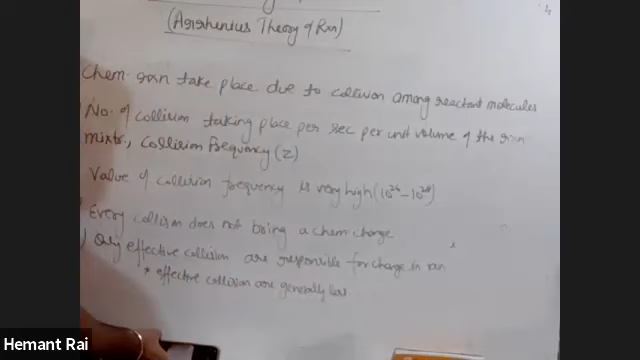 (Arrhenius Theory of Rxn)
Chem. rxn take place due to collision among reactant molecules
No. of collision taking place per sec per unit volume of the rxn
mixtr., Collision frequency (Z)
Value of collision frequency is very high (10²⁶ – 10²⁸)
Every collision does not bring a chem change
Only effective collision are responsible for change in rxn
* effective collision are generally less.
Hemant Rai